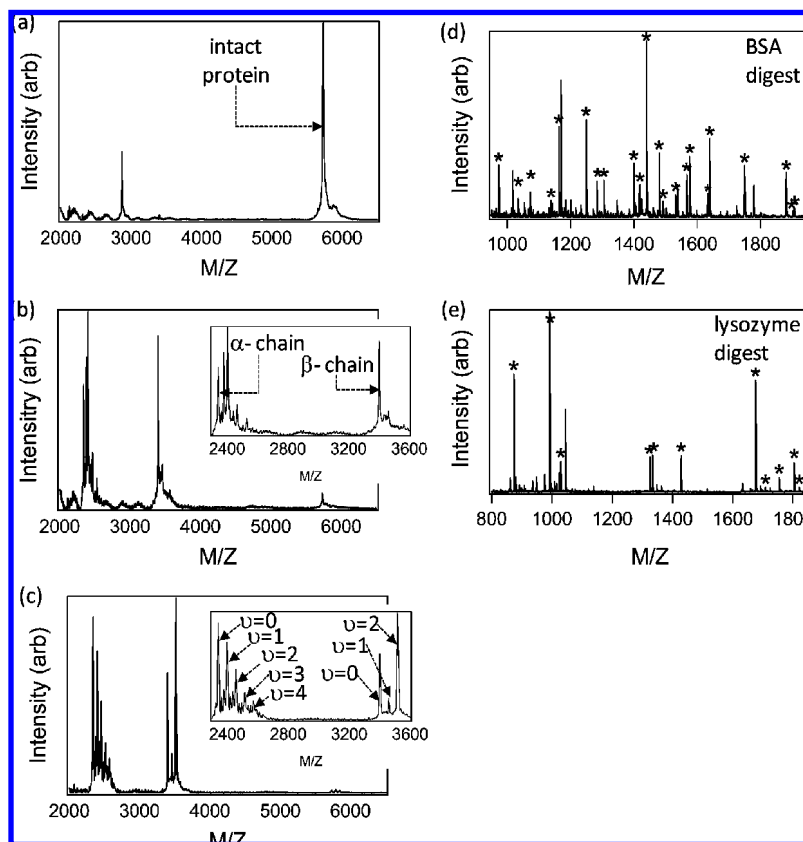 (a)
intact
protein
Intensity (arb)
2000 3000 4000 5000 6000
M/Z
(b)
α- chain
β- chain
2400 2800 3200 3600
M/Z
Intensitry (arb)
2000 3000 4000 5000 6000
M/Z
(c)
υ=0
υ=1
υ=2
υ=3
υ=4
υ=2
υ=1
υ=0
2400 2800 3200 3600
M/Z
Intensity (arb)
2000 3000 4000 5000 6000
M/Z
(d)
BSA
digest
Intensity (arb)
1000 1200 1400 1600 1800
M/Z
(e)
lysozyme
digest
Intensity (arb)
800 1000 1200 1400 1600 180
M/Z